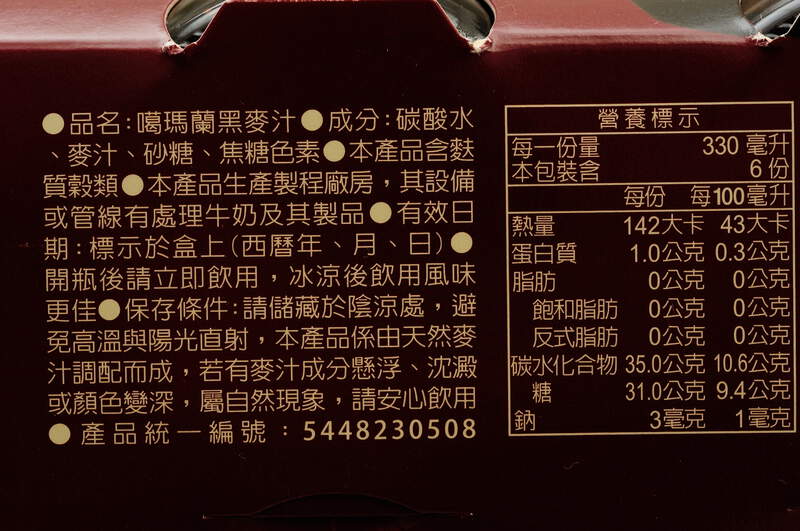 ●品名:噶瑪蘭黑麥汁●成分:碳酸水
、麥汁、砂糖、焦糖色素●本產品含麩
質穀類●本產品生產製程廠房，其設備
或管線有處理牛奶及其製品●有效日
期:標示於盒上(西曆年、月、日)●
開瓶後請立即飲用，冰涼後飲用風味
更佳●保存條件:請儲藏於陰涼處，避
免高溫與陽光直射，本產品係由天然麥
汁調配而成，若有麥汁成分懸浮、沈澱
或顏色變深，屬自然現象，請安心飲用
●產品統一編號：5448230508
營養標示
每一份量 330 毫升
本包裝含 6 份
每份 每100毫升
熱量 142大卡 43大卡
蛋白質 1.0公克 0.3公克
脂肪 0公克 0公克
飽和脂肪 0公克 0公克
反式脂肪 0公克 0公克
碳水化合物 35.0公克 10.6公克
糖 31.0公克 9.4公克
鈉 3毫克 1毫克